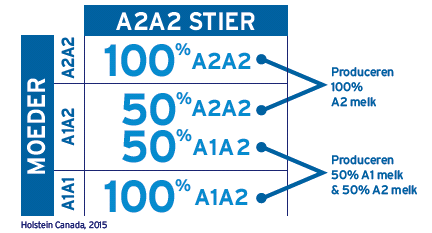 A2A2 STIER
MOEDER
A2A2
100% A2A2
A1A2
50% A2A2
50% A1A2
A1A1
100% A1A2
Produceren
100%
A2 melk
Produceren
50% A1 melk
& 50% A2 melk
Holstein Canada, 2015